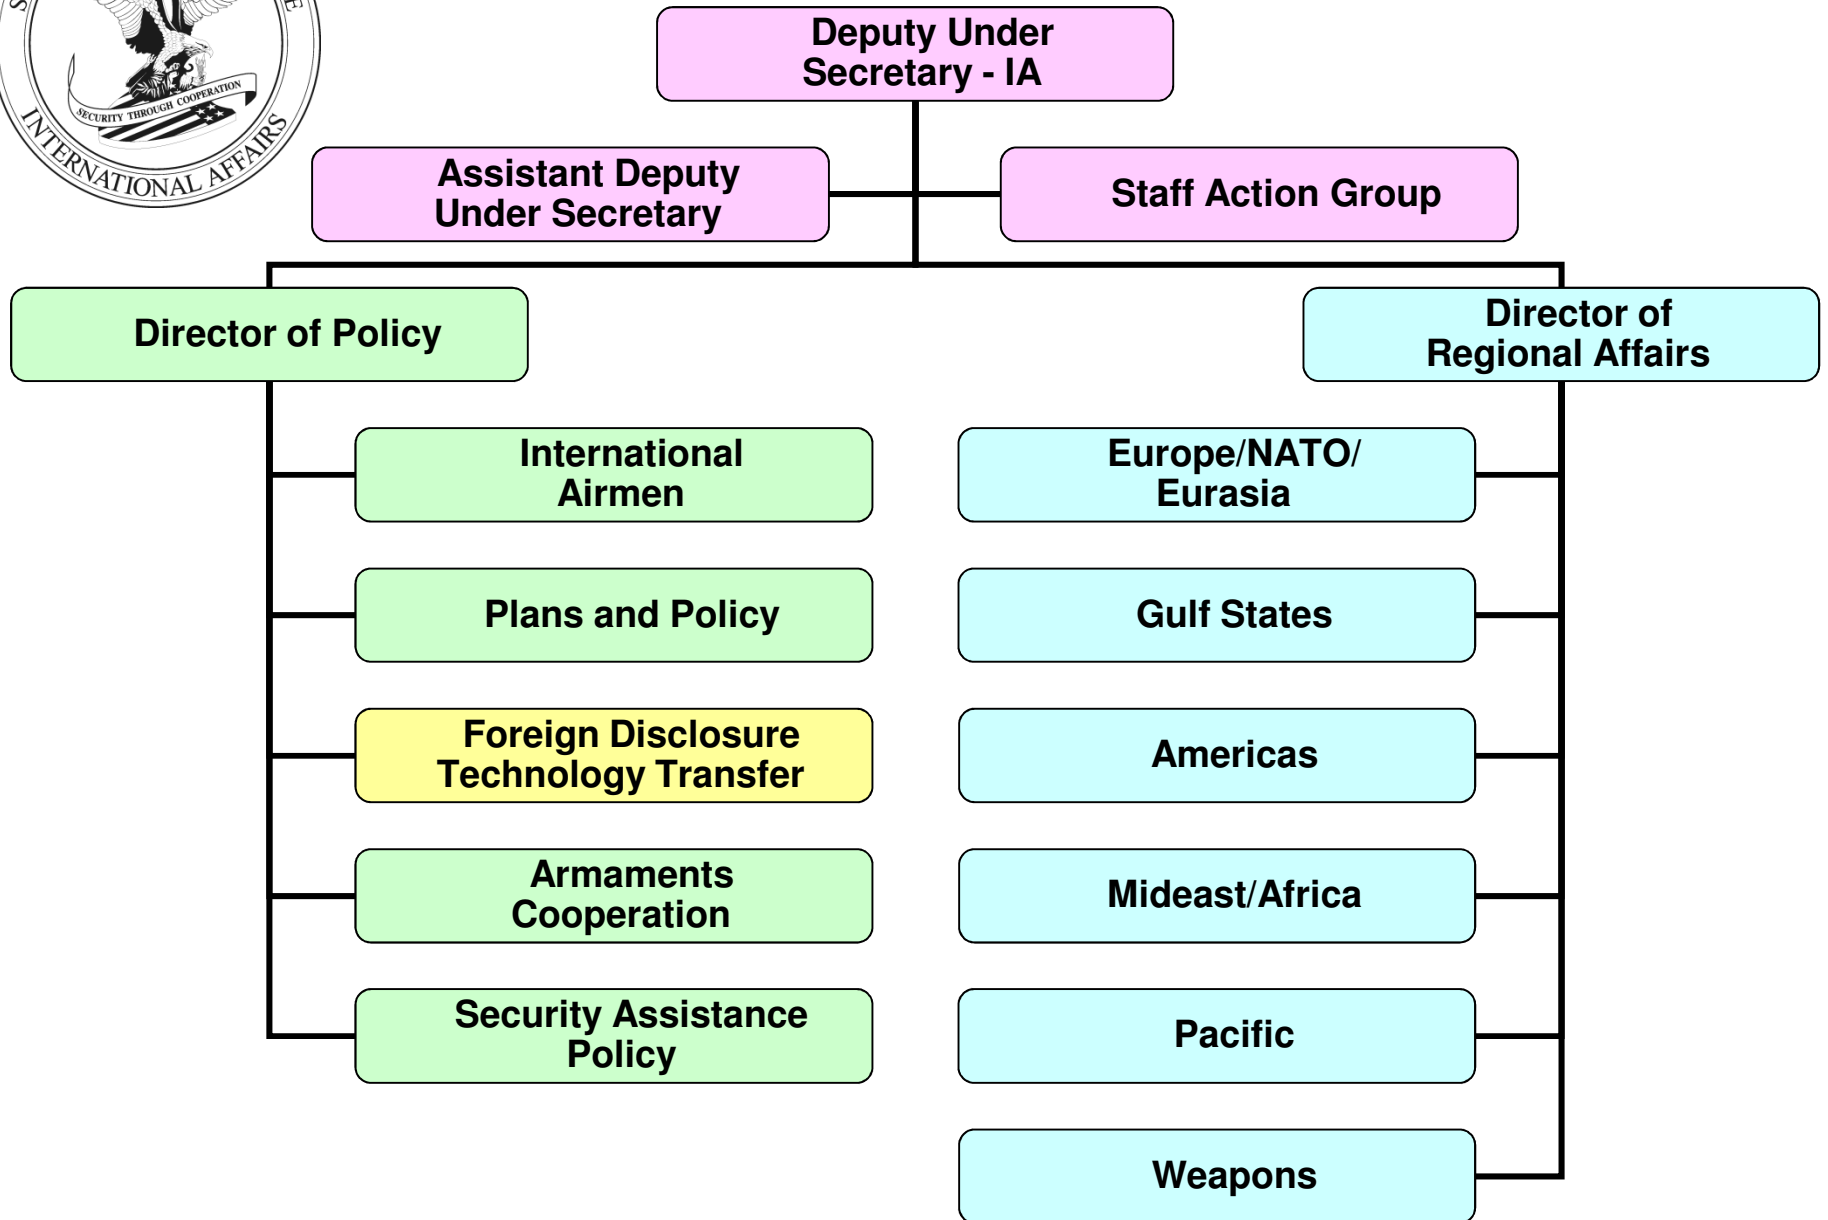 SECURITY THROUGH COOPERATION
INTERNATIONAL AFFAIRS
Deputy Under
Secretary - IA
Assistant Deputy
Under Secretary
Staff Action Group
Director of Policy
Director of
Regional Affairs
International
Airmen
Europe/NATO/
Eurasia
Plans and Policy
Gulf States
Foreign Disclosure
Technology Transfer
Americas
Armaments
Cooperation
Mideast/Africa
Security Assistance
Policy
Pacific
Weapons